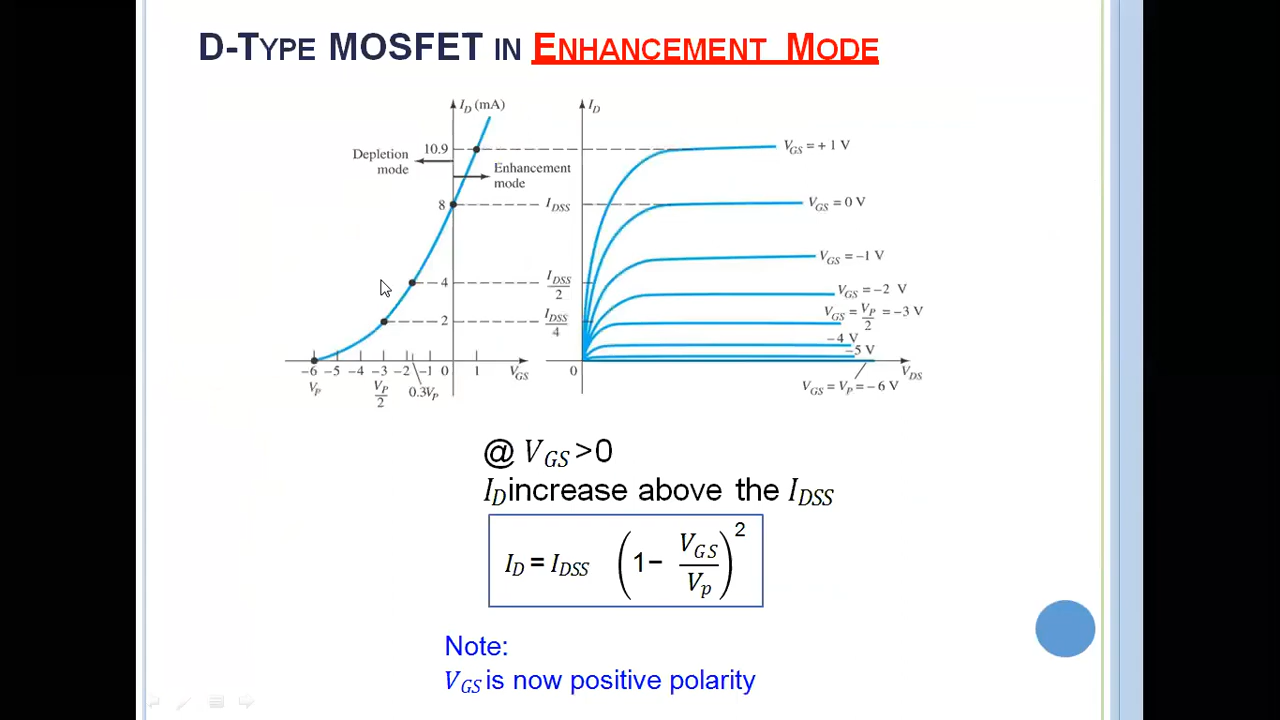 D-TYPE MOSFET IN ENHANCEMENT MODE
I_D (mA)
I_D
Depletion mode
10.9
Enhancement mode
V_GS = + 1 V
8
I_DSS
V_GS = 0 V
V_GS = −1 V
4
I_DSS/2
V_GS = −2 V
V_GS = V_P/2 = −3 V
2
I_DSS/4
−4 V
−5 V
−6 −5 −4 −3 −2 −1 0 1 V_GS
0 V_DS
V_P V_P/2 0.3V_P
V_GS = V_P = − 6 V
@ V_GS >0
I_D increase above the I_DSS
I_D = I_DSS (1− V_GS/V_p)^2
Note:
V_GS is now positive polarity